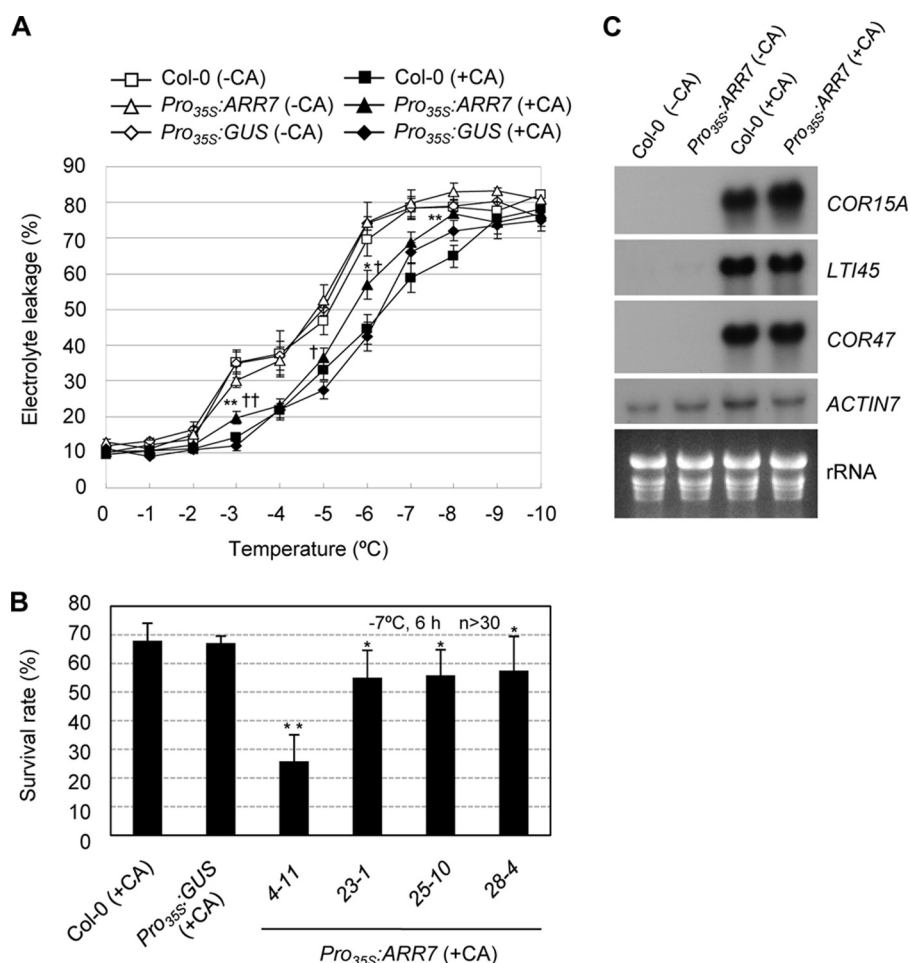 A
Col-0 (-CA)
Pro35S:ARR7 (-CA)
Pro35S:GUS (-CA)
Col-0 (+CA)
Pro35S:ARR7 (+CA)
Pro35S:GUS (+CA)
Electrolyte leakage (%)
90
80
70
60
50
40
30
20
10
0
** ††
†
* †
**
0 -1 -2 -3 -4 -5 -6 -7 -8 -9 -10
Temperature (ºC)
B
Survival rate (%)
80
70
60
50
40
30
20
10
0
-7ºC, 6 h n>30
* *
*
*
*
Col-0 (+CA)
Pro35S:GUS
(+CA)
4-11
23-1
25-10
28-4
Pro35S:ARR7 (+CA)
C
Col-0 (–CA)
Pro35S:ARR7 (-CA)
Col-0 (+CA)
Pro35S:ARR7 (+CA)
COR15A
LTI45
COR47
ACTIN7
rRNA